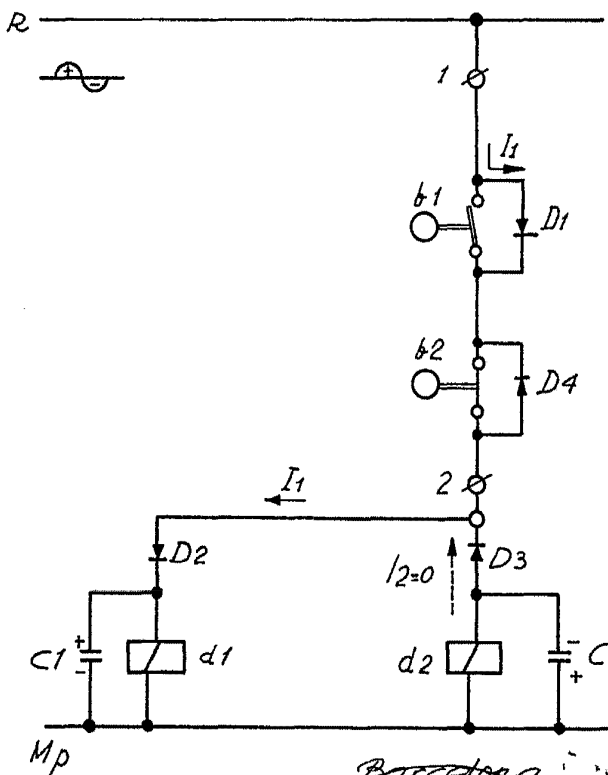 R
+
-
1
I1
b1
D1
b2
D4
2
I1
D2
I2=0
D3
+
C1
-
d1
d2
-
C
+
Mp